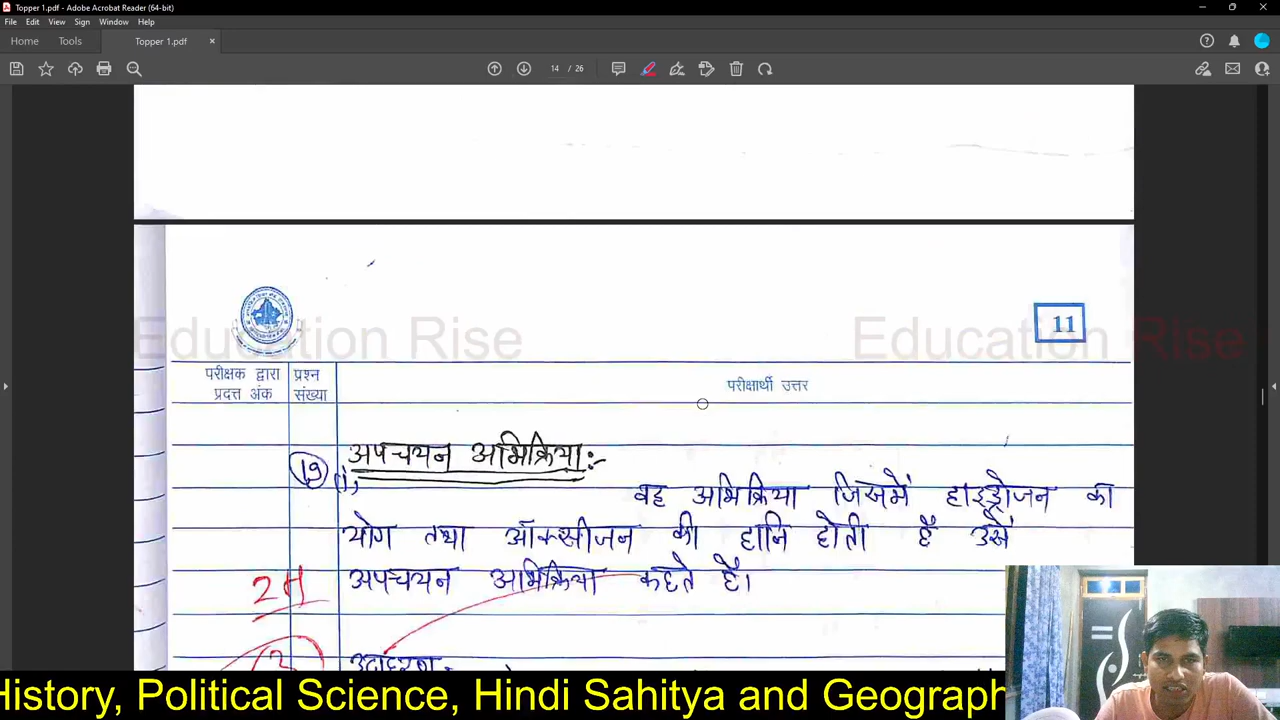 Topper 1.pdf - Adobe Acrobat Reader (64-bit)
File Edit View Sign Window Help
Home Tools Topper 1.pdf ×
14 / 26
Education Rise Education Rise
11
परीक्षक द्वारा प्रदत्त अंक
प्रश्न संख्या
परीक्षार्थी उत्तर
19 i, अपचयन अभिक्रिया:-
वह अभिक्रिया जिसमें हाइड्रोजन का
योग तथा ऑक्सीजन की हानि होती है उसे
अपचयन अभिक्रिया कहते है।
उदाहरण:-
History, Political Science, Hindi Sahitya and Geograph